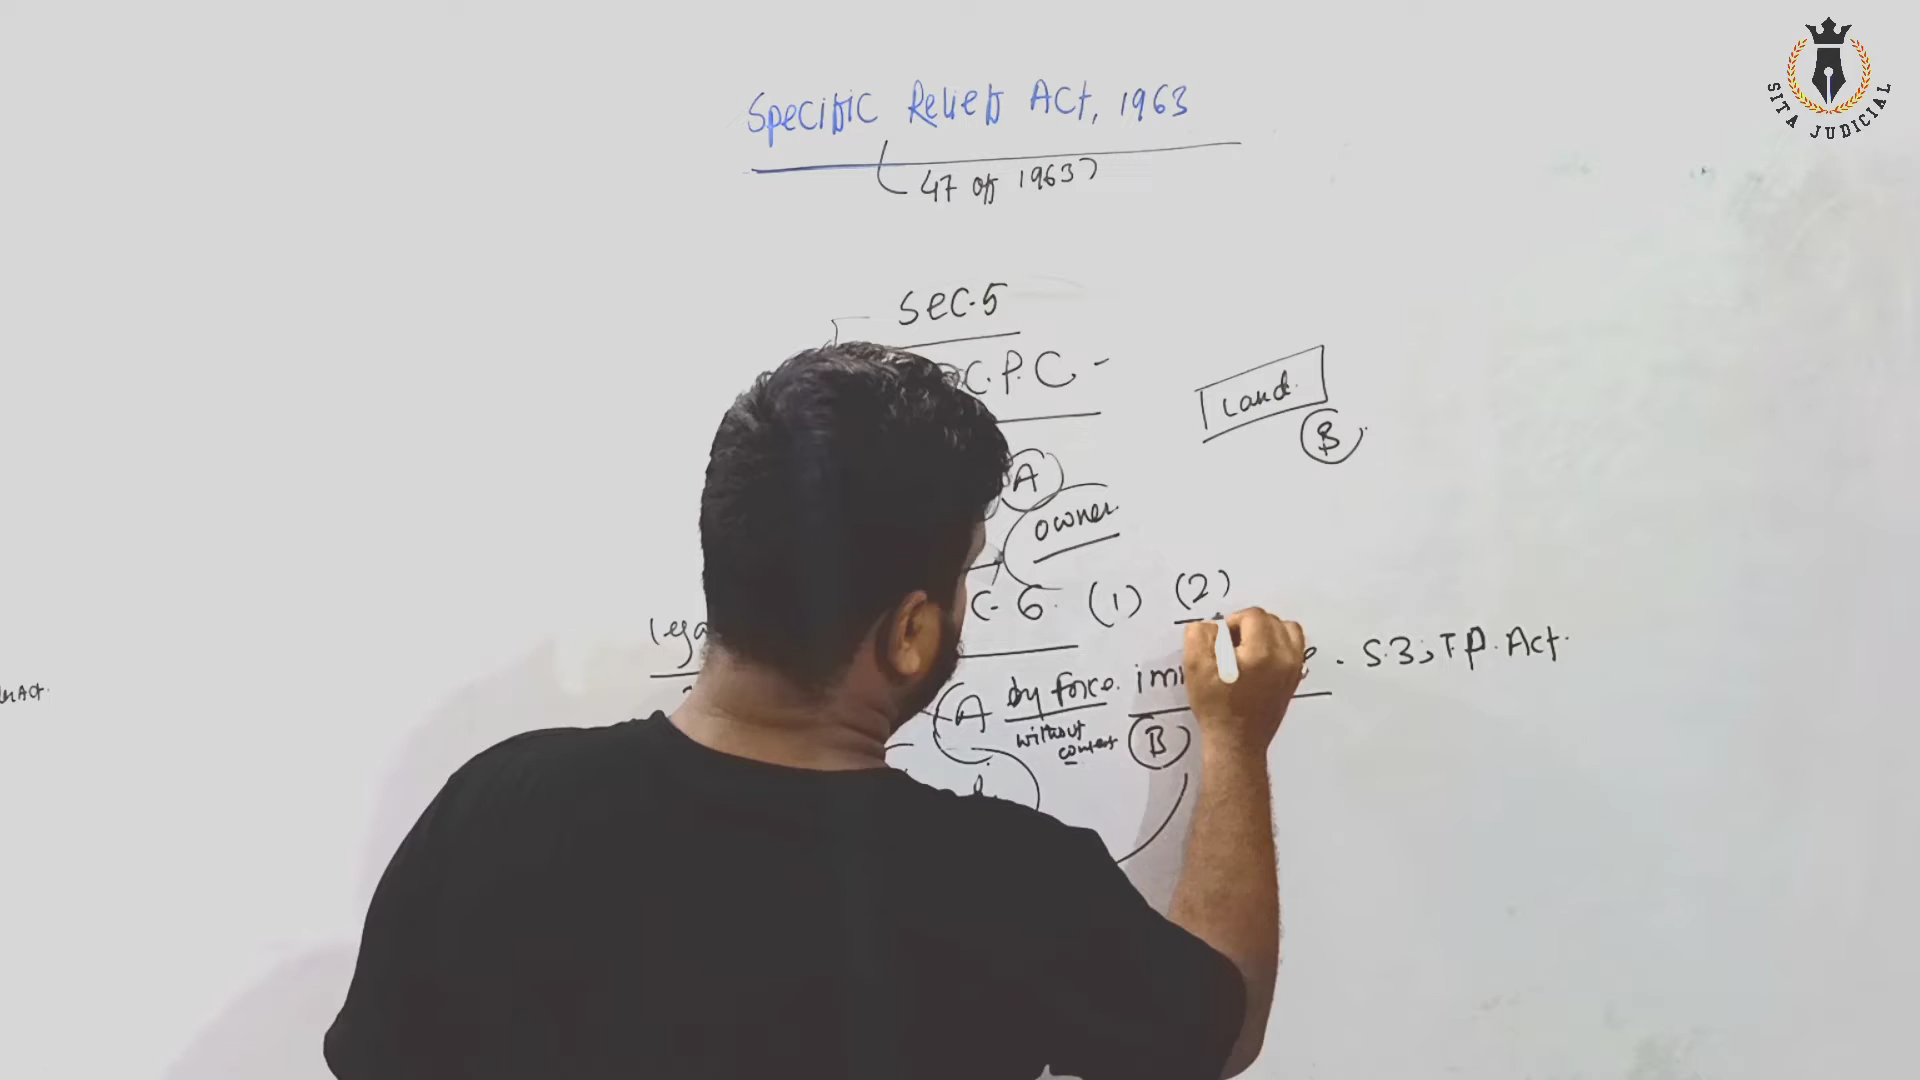 SITA JUDICIAL
Specific Relief Act, 1963
(47 of 1963)
Sec. 5
C.P.C -
Land.
B
A
owner.
C. 6. (1) (2)
S.3, T.P. Act.
A by force.
without
B